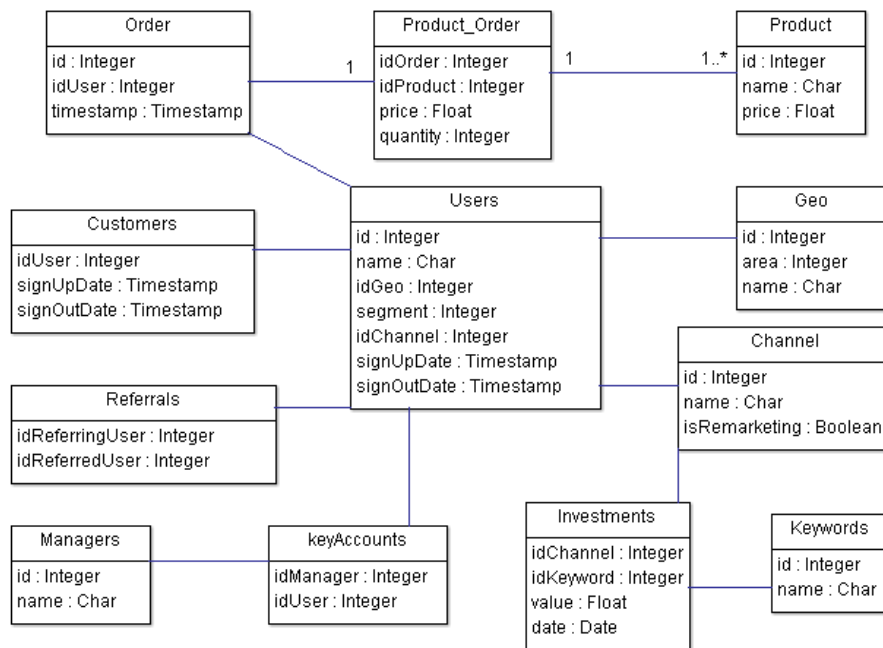 Order
id : Integer
idUser : Integer
timestamp : Timestamp
1
Product_Order
idOrder : Integer
idProduct : Integer
price : Float
quantity : Integer
1
1..*
Product
id : Integer
name : Char
price : Float
Customers
idUser : Integer
signUpDate : Timestamp
signOutDate : Timestamp
Users
id : Integer
name : Char
idGeo : Integer
segment : Integer
idChannel : Integer
signUpDate : Timestamp
signOutDate : Timestamp
Geo
id : Integer
area : Integer
name : Char
Channel
id : Integer
name : Char
isRemarketing : Boolean
Referrals
idReferringUser : Integer
idReferredUser : Integer
Managers
id : Integer
name : Char
keyAccounts
idManager : Integer
idUser : Integer
Investments
idChannel : Integer
idKeyword : Integer
value : Float
date : Date
Keywords
id : Integer
name : Char